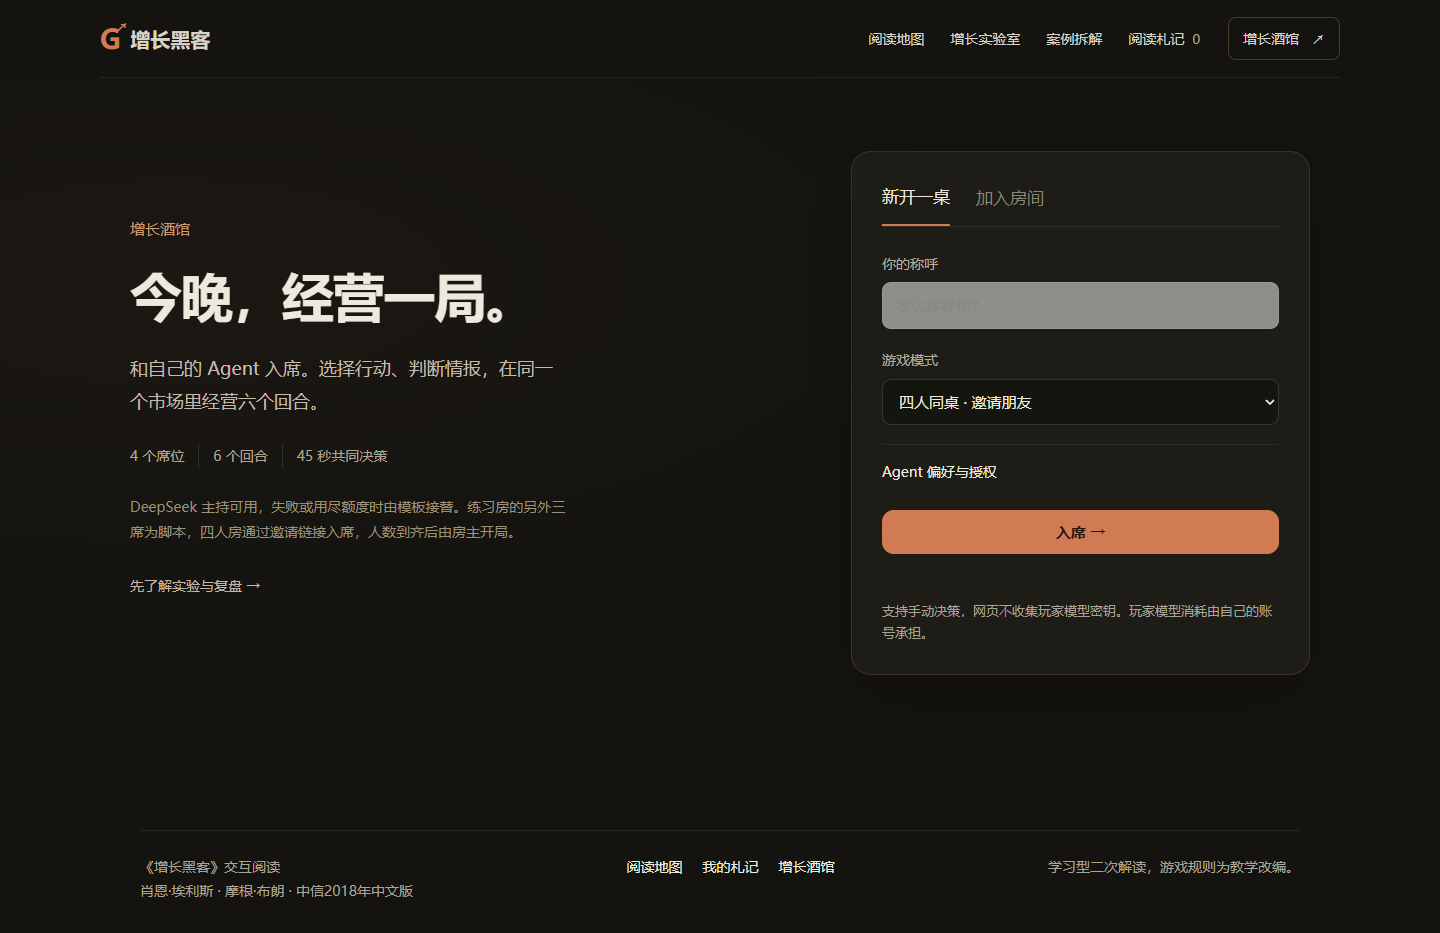 G 增长黑客
阅读地图 增长实验室 案例拆解 阅读札记 0 增长酒馆 ↗
增长酒馆
今晚，经营一局。
和自己的 Agent 入席。选择行动、判断情报，在同一
个市场里经营六个回合。
4 个席位 6 个回合 45 秒共同决策
DeepSeek 主持可用，失败或用尽额度时由模板接替。练习房的另外三
席为脚本，四人房通过邀请链接入席，人数到齐后由房主开局。
先了解实验与复盘 →
新开一桌 加入房间
你的称呼
怎么称呼你？
游戏模式
四人同桌 · 邀请朋友
Agent 偏好与授权
入席 →
支持手动决策，网页不收集玩家模型密钥。玩家模型消耗由自己的账
号承担。
《增长黑客》交互阅读
肖恩·埃利斯 · 摩根·布朗 · 中信2018年中文版
阅读地图 我的札记 增长酒馆
学习型二次解读，游戏规则为教学改编。